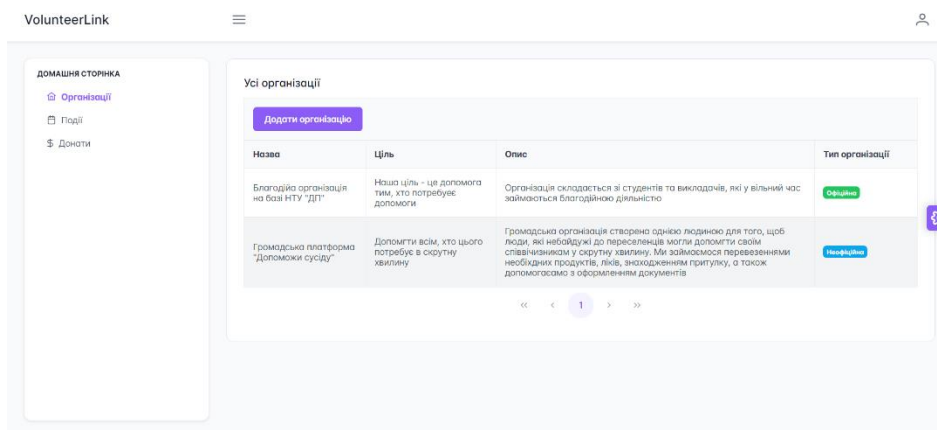 VolunteerLink
ДОМАШНЯ СТОРІНКА
Організації
Події
Донати
Усі організації
Додати організацію
Назва
Ціль
Опис
Тип організації
Благодійа організація
на базі НТУ "ДП"
Наша ціль - це допомога
тим, хто потребує
допомоги
Організація складається зі студентів та викладачів, які у вільний час
займаються благодійною діяльністю
Офіційна
Громадська платформа
"Допоможи сусіду"
Допомгти всім, хто цього
потребує в скрутну
хвилину
Громадська організація створена однією людиною для того, щоб
люди, які небайдужі до переселенців могли допомгти своїм
співвічизникам у скрутну хвилину. Ми займаємося перевезеннями
необхідних продуктів, ліків, знаходженням притулку, а також
допомогаємо з оформленням документів
Неофіційна
1